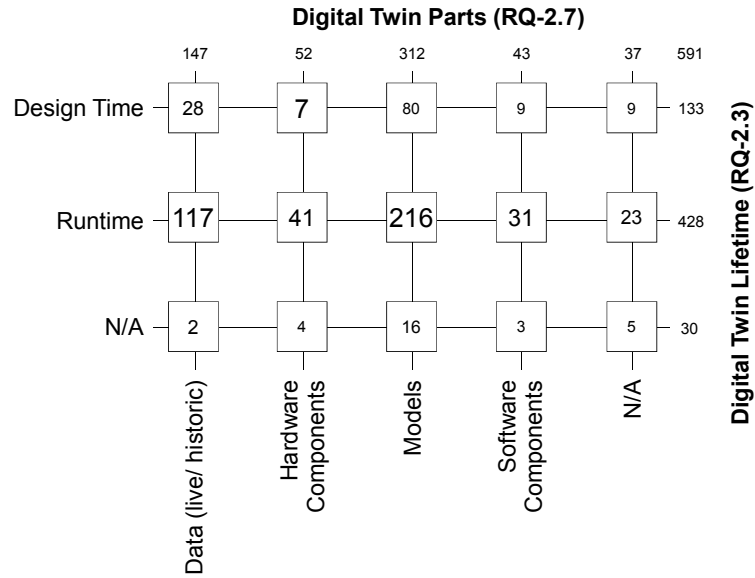 Digital Twin Parts (RQ-2.7)
147 52 312 43 37 591
Design Time 28 7 80 9 9 133
Runtime 117 41 216 31 23 428
N/A 2 4 16 3 5 30
Data (live/ historic)
Hardware
Components
Models
Software
Components
N/A
Digital Twin Lifetime (RQ-2.3)